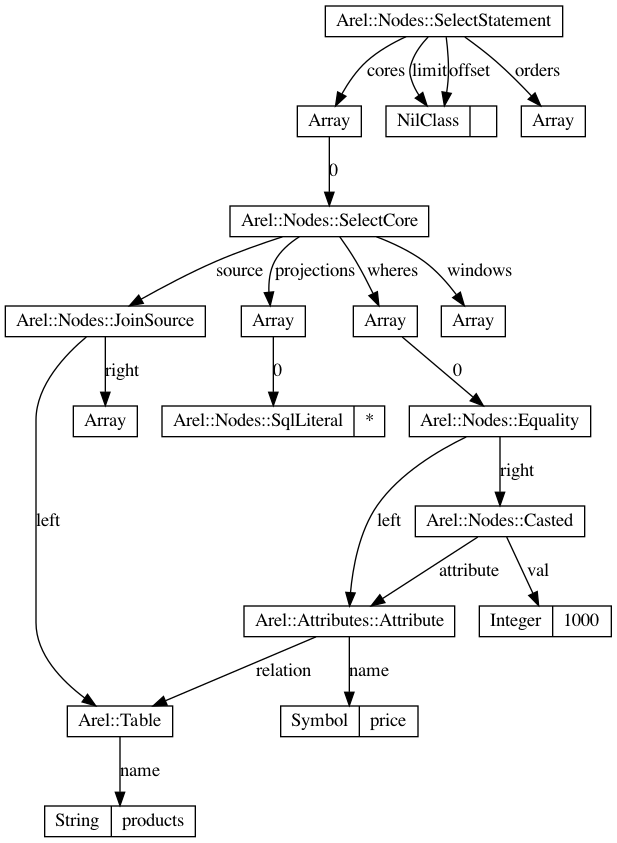 Arel::Nodes::SelectStatement
cores limit offset orders
Array NilClass Array
0
Arel::Nodes::SelectCore
source projections wheres windows
Arel::Nodes::JoinSource Array Array Array
right 0 0
Array Arel::Nodes::SqlLiteral * Arel::Nodes::Equality
left left right
Arel::Nodes::Casted
attribute val
Arel::Attributes::Attribute Integer 1000
relation name
Arel::Table Symbol price
name
String products